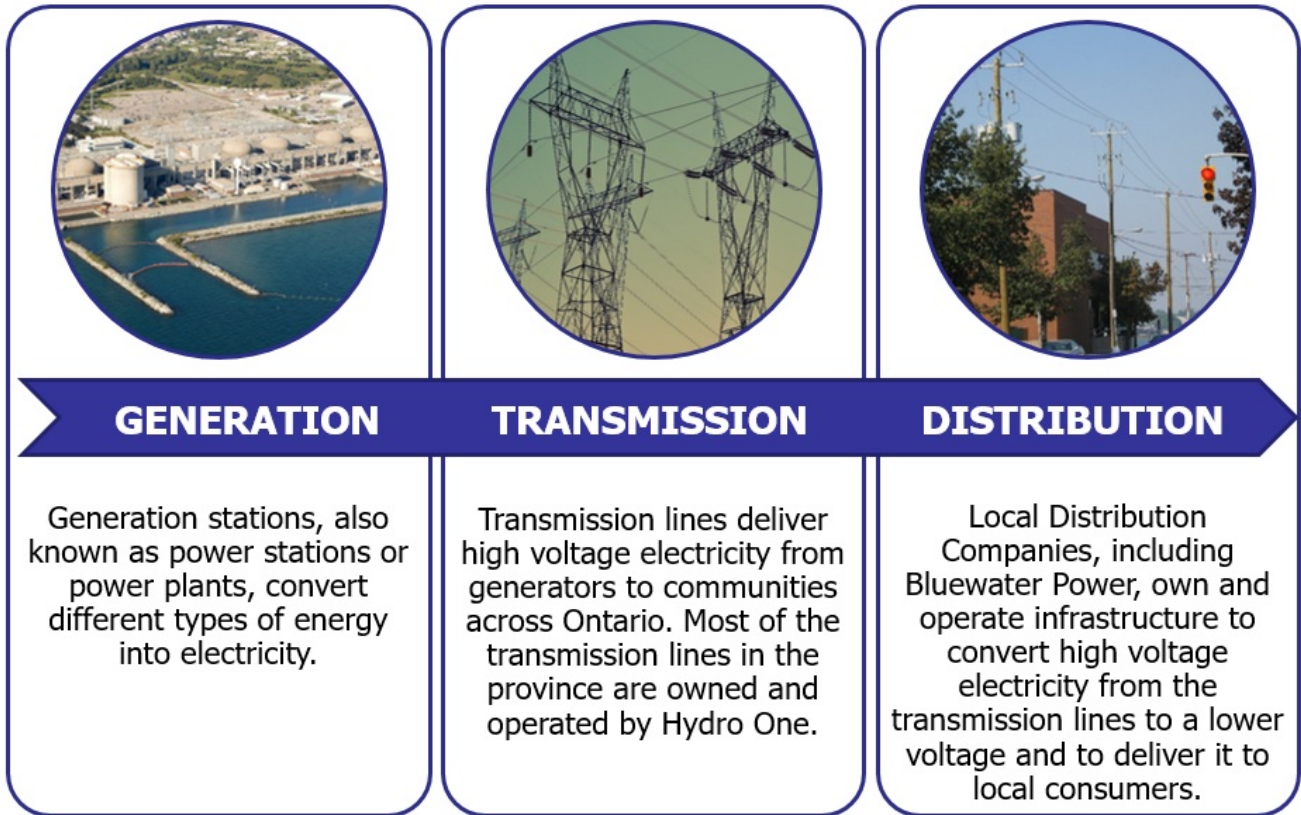 GENERATION
TRANSMISSION
DISTRIBUTION
Generation stations, also
known as power stations or
power plants, convert
different types of energy
into electricity.
Transmission lines deliver
high voltage electricity from
generators to communities
across Ontario. Most of the
transmission lines in the
province are owned and
operated by Hydro One.
Local Distribution
Companies, including
Bluewater Power, own and
operate infrastructure to
convert high voltage
electricity from the
transmission lines to a lower
voltage and to deliver it to
local consumers.